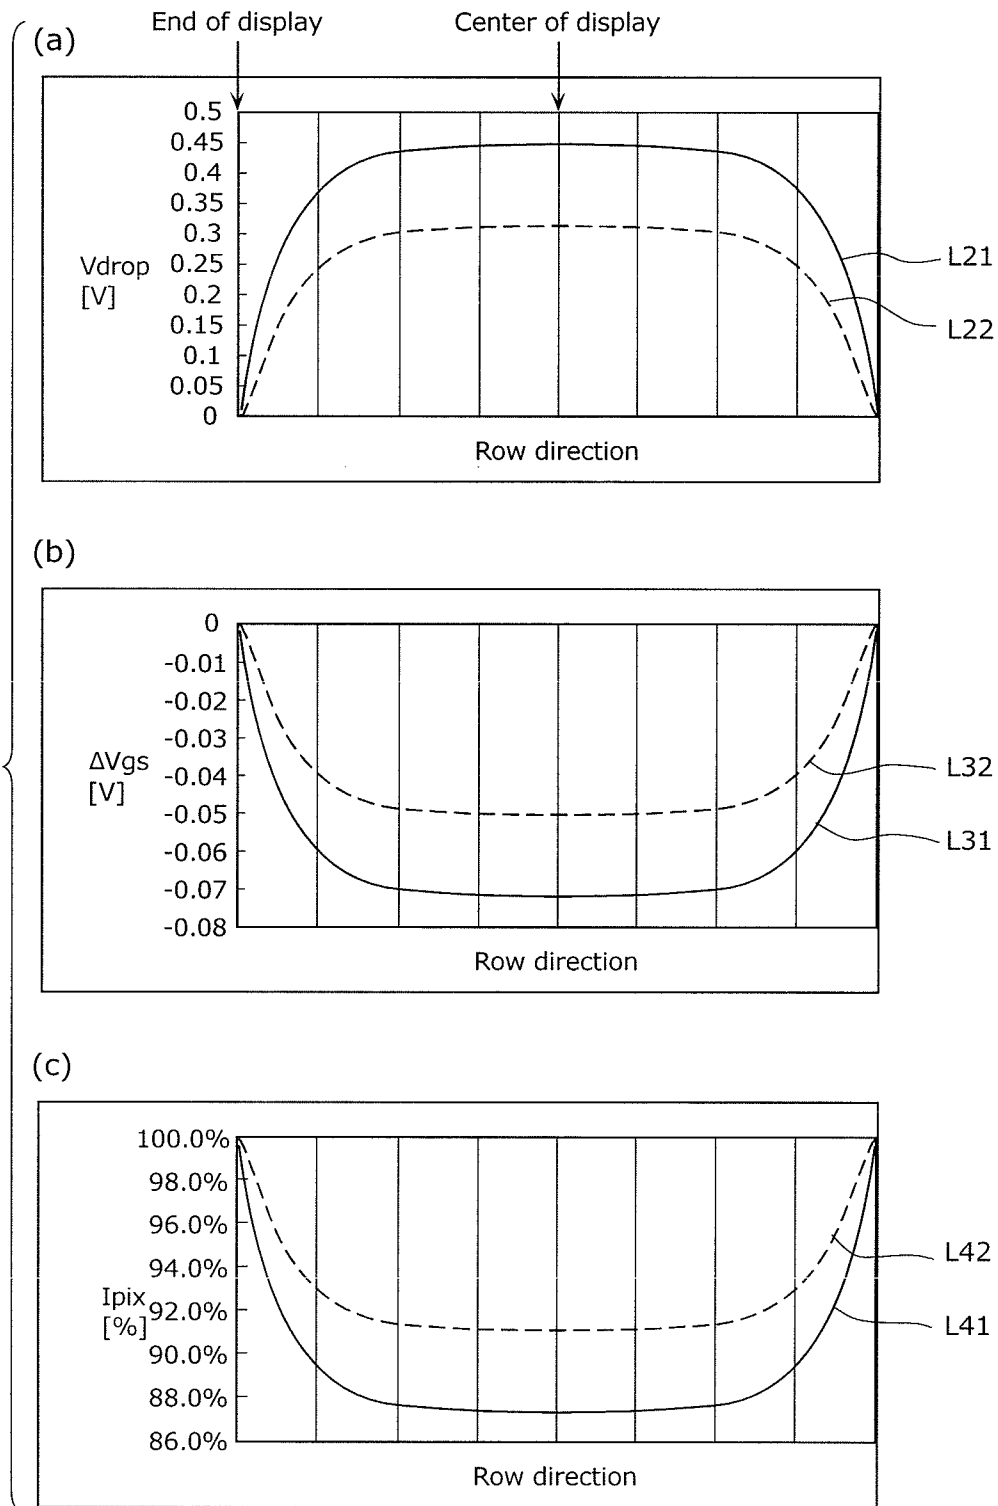 End of display
Center of display
(a)
0.5
0.45
0.4
0.35
0.3
0.25
0.2
0.15
0.1
0.05
0
Vdrop
[V]
L21
L22
Row direction
(b)
0
-0.01
-0.02
-0.03
-0.04
-0.05
-0.06
-0.07
-0.08
ΔVgs
[V]
L32
L31
Row direction
(c)
100.0%
98.0%
96.0%
94.0%
92.0%
90.0%
88.0%
86.0%
Ipix
[%]
L42
L41
Row direction